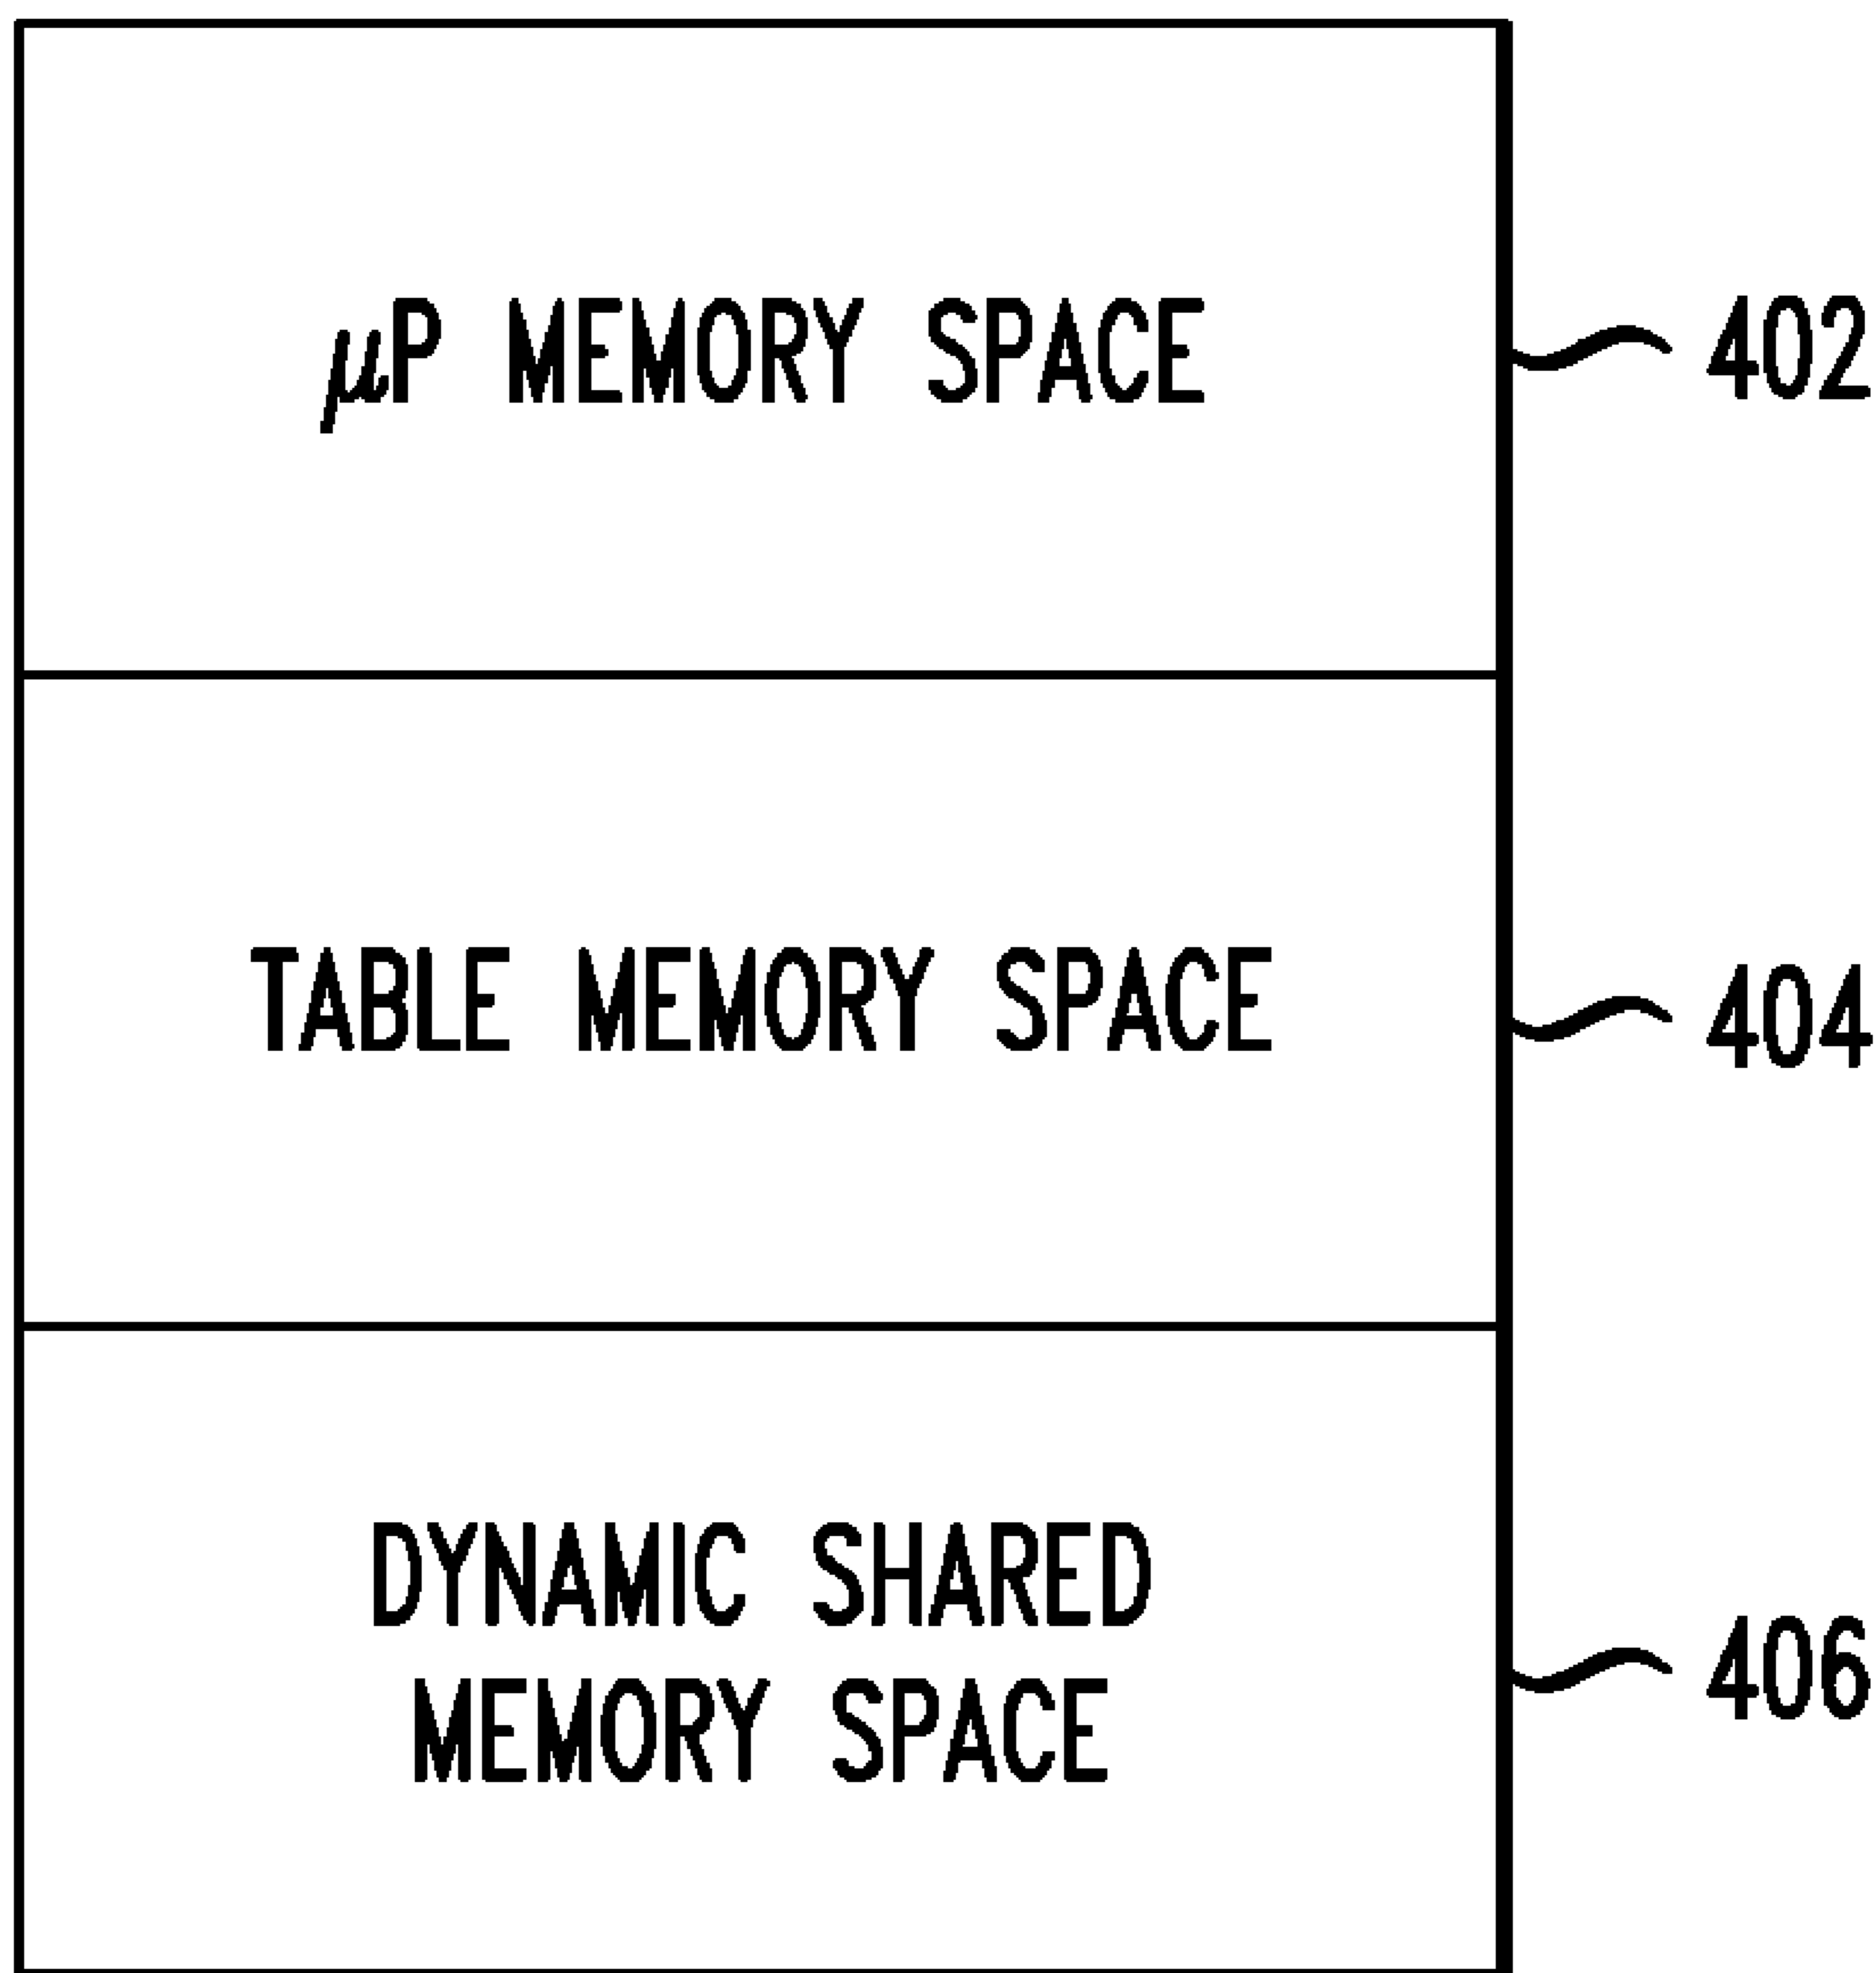 μP MEMORY SPACE
402
TABLE MEMORY SPACE
404
DYNAMIC SHARED
MEMORY SPACE
406